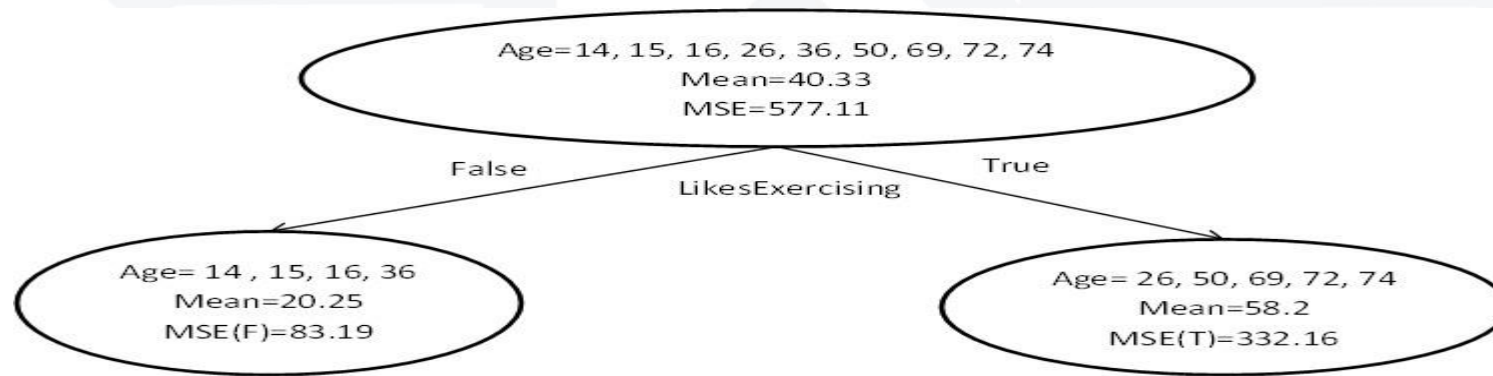 Age=14, 15, 16, 26, 36, 50, 69, 72, 74
Mean=40.33
MSE=577.11
False
True
LikesExercising
Age= 14 , 15, 16, 36
Mean=20.25
MSE(F)=83.19
Age= 26, 50, 69, 72, 74
Mean=58.2
MSE(T)=332.16